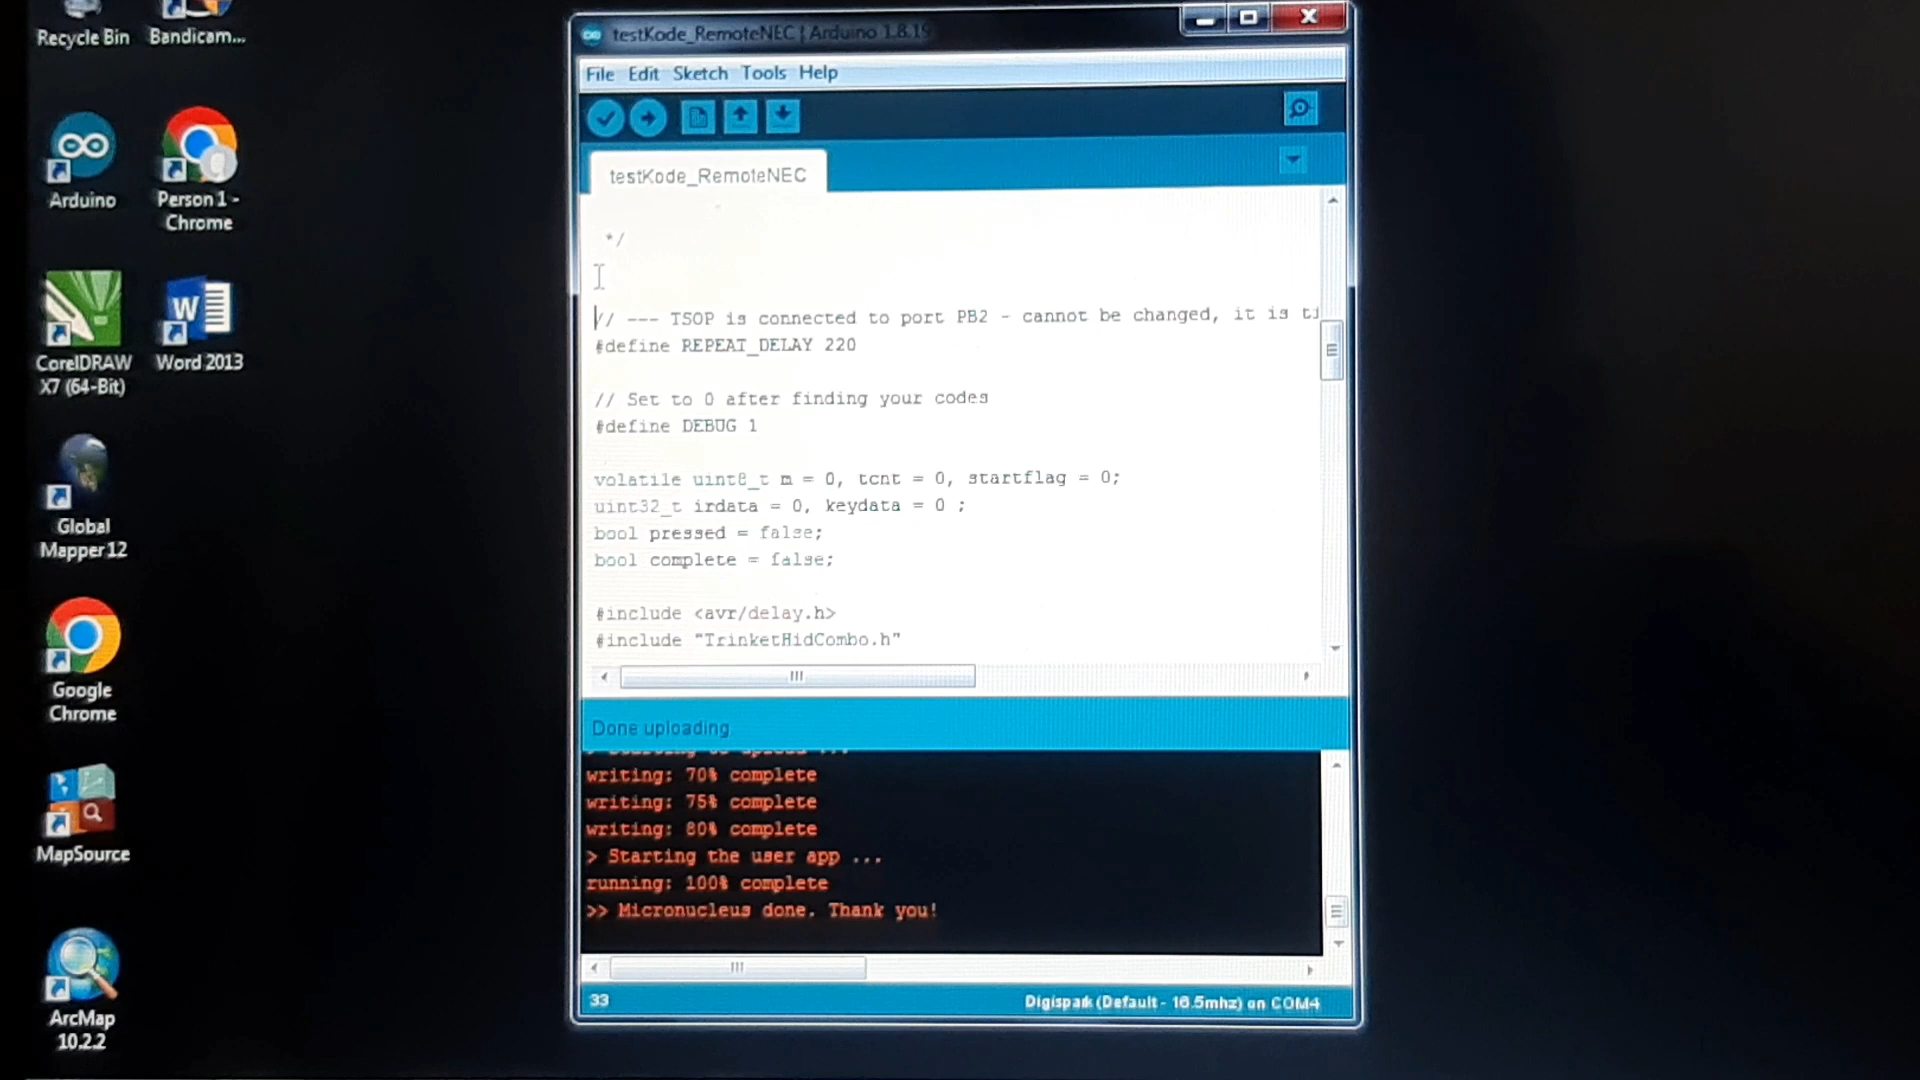 Recycle Bin
Bandicam...
Arduino
Person 1 -
Chrome
CorelDRAW
X7 (64-Bit)
Word 2013
Global
Mapper 12
Google
Chrome
MapSource
ArcMap
10.2.2
testKode_RemoteNEC | Arduino 1.8.19
File Edit Sketch Tools Help
testKode_RemoteNEC
*/
// --- TSOP is connected to port PB2 - cannot be changed, it is
#define REPEAT_DELAY 220
// Set to 0 after finding your codes
#define DEBUG 1
volatile uint8_t m = 0, tcnt = 0, startflag = 0;
uint32_t irdata = 0, keydata = 0 ;
bool pressed = false;
bool complete = false;
#include <avr/delay.h>
#include "TrinketHidCombo.h"
Done uploading
writing: 70% complete
writing: 75% complete
writing: 80% complete
> Starting the user app ...
running: 100% complete
>> Micronucleus done. Thank you!
33
Digispark (Default - 16.5mhz) on COM4